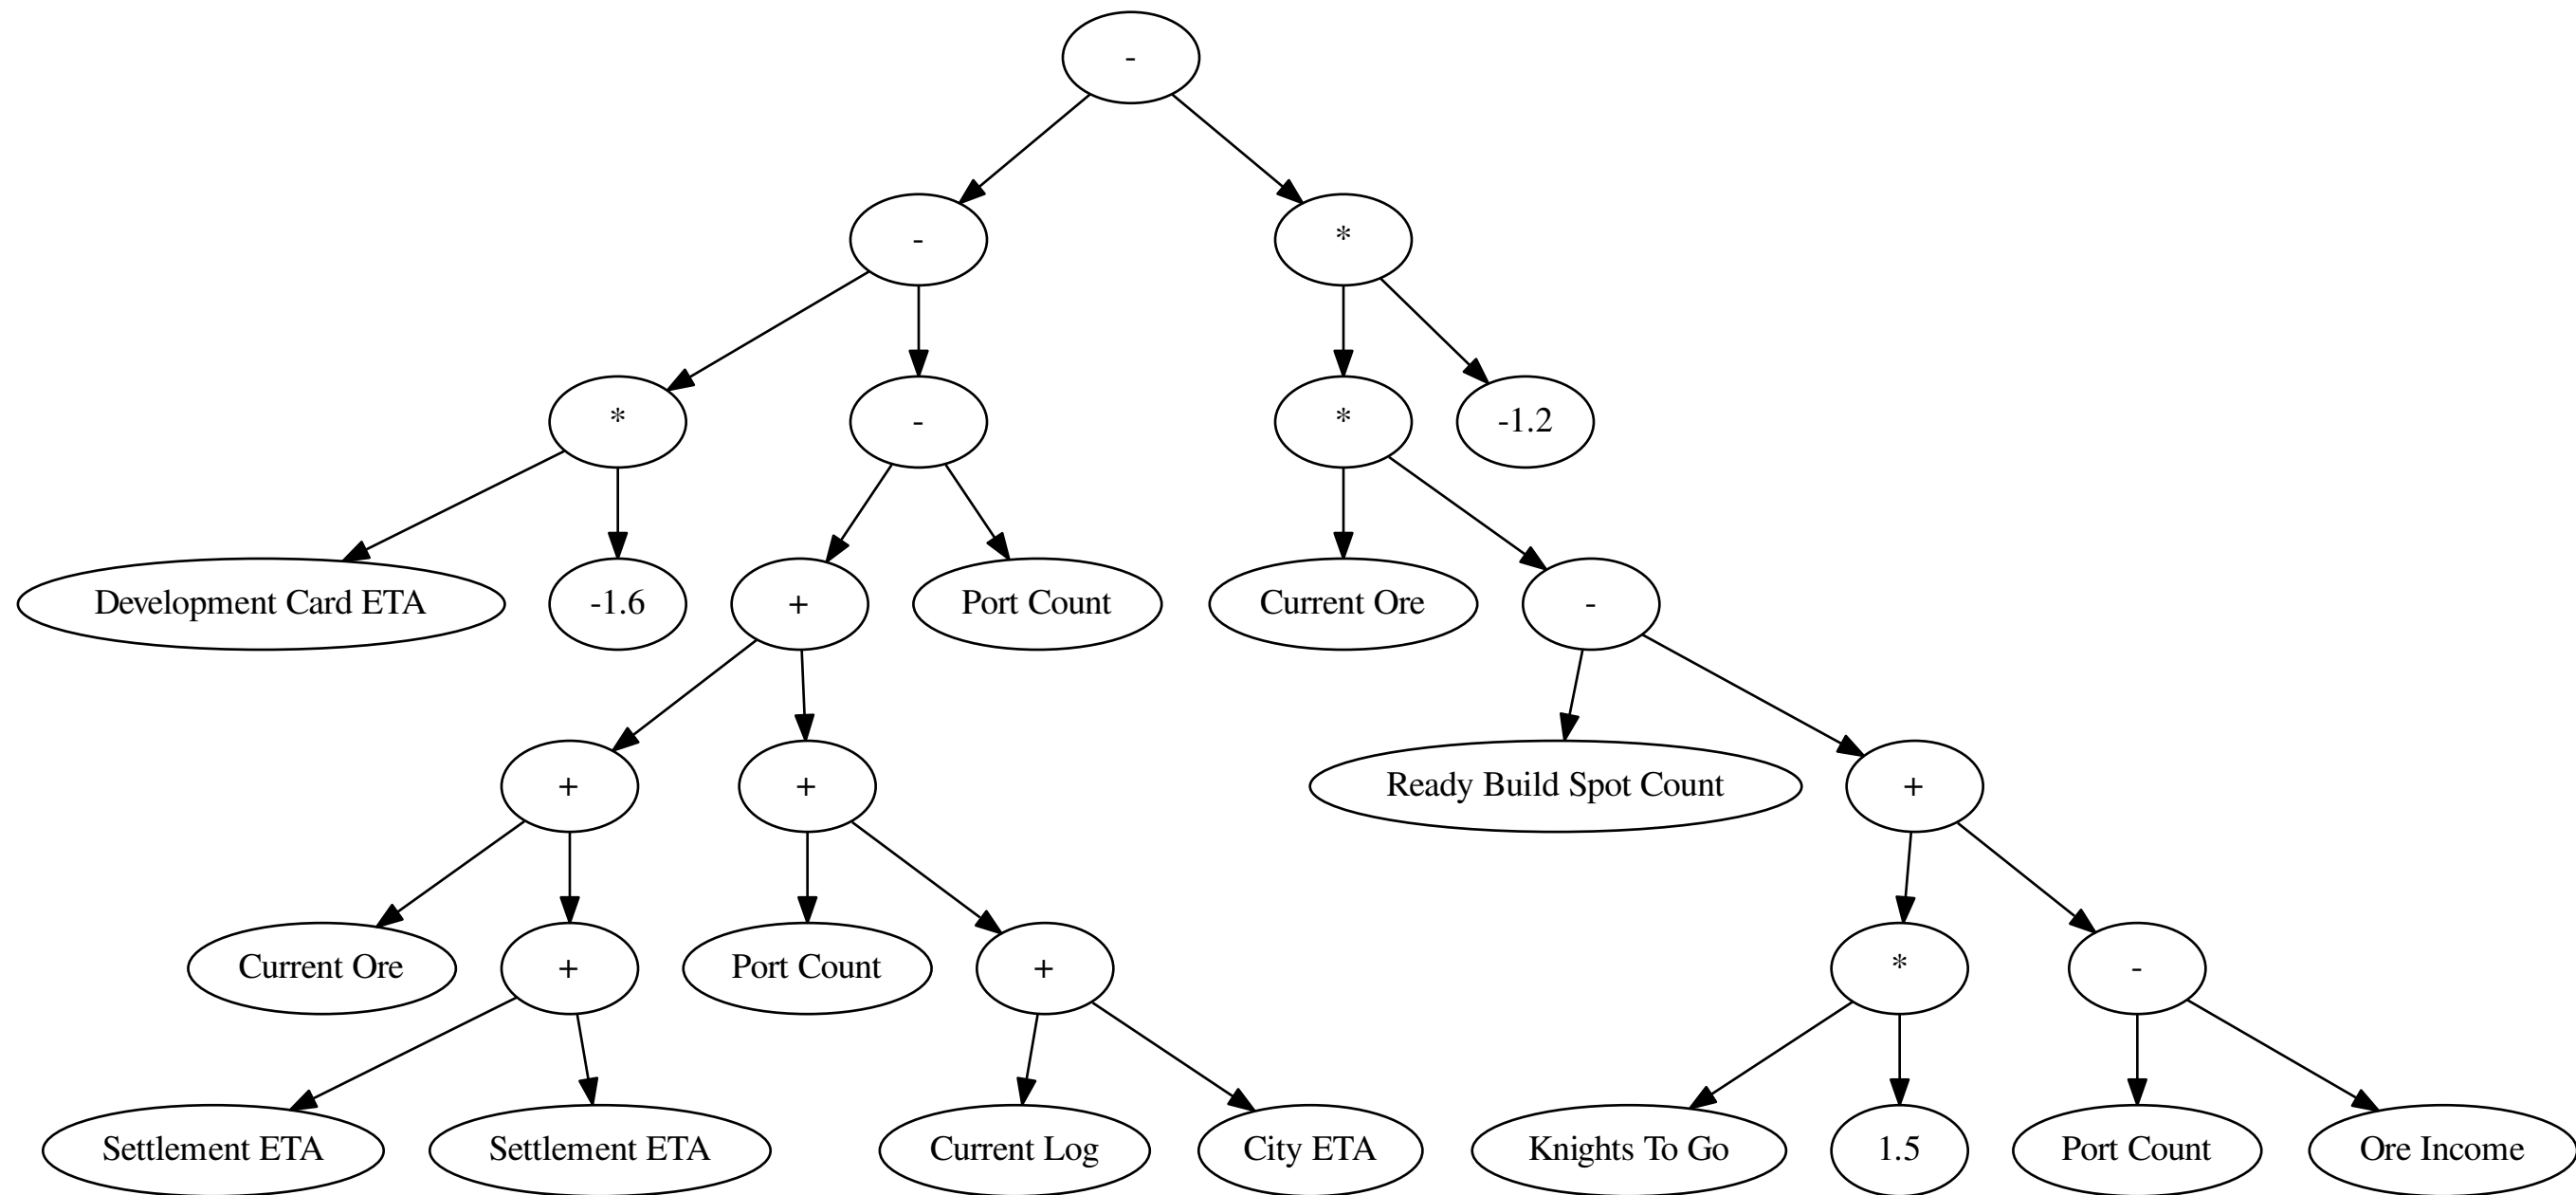 -
- *
* - * -1.2
Development Card ETA -1.6 + Port Count Current Ore -
+ + Ready Build Spot Count +
Current Ore + Port Count + * -
Settlement ETA Settlement ETA Current Log City ETA Knights To Go 1.5 Port Count Ore Income